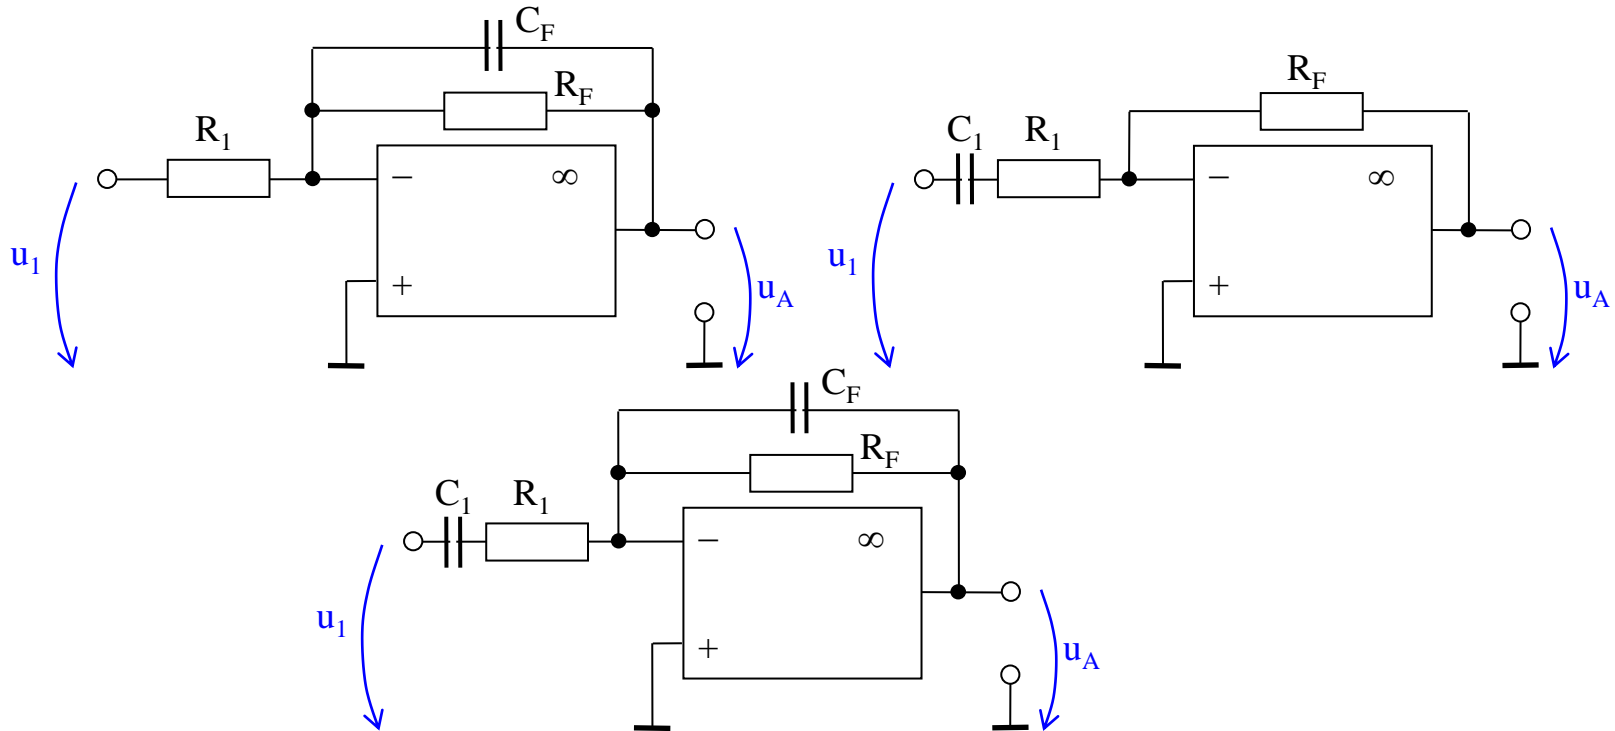 C_F
R_F
R_1
− ∞
u_1
+
u_A
R_F
C_1 R_1
− ∞
u_1
+
u_A
C_F
R_F
C_1 R_1
− ∞
u_1
+
u_A